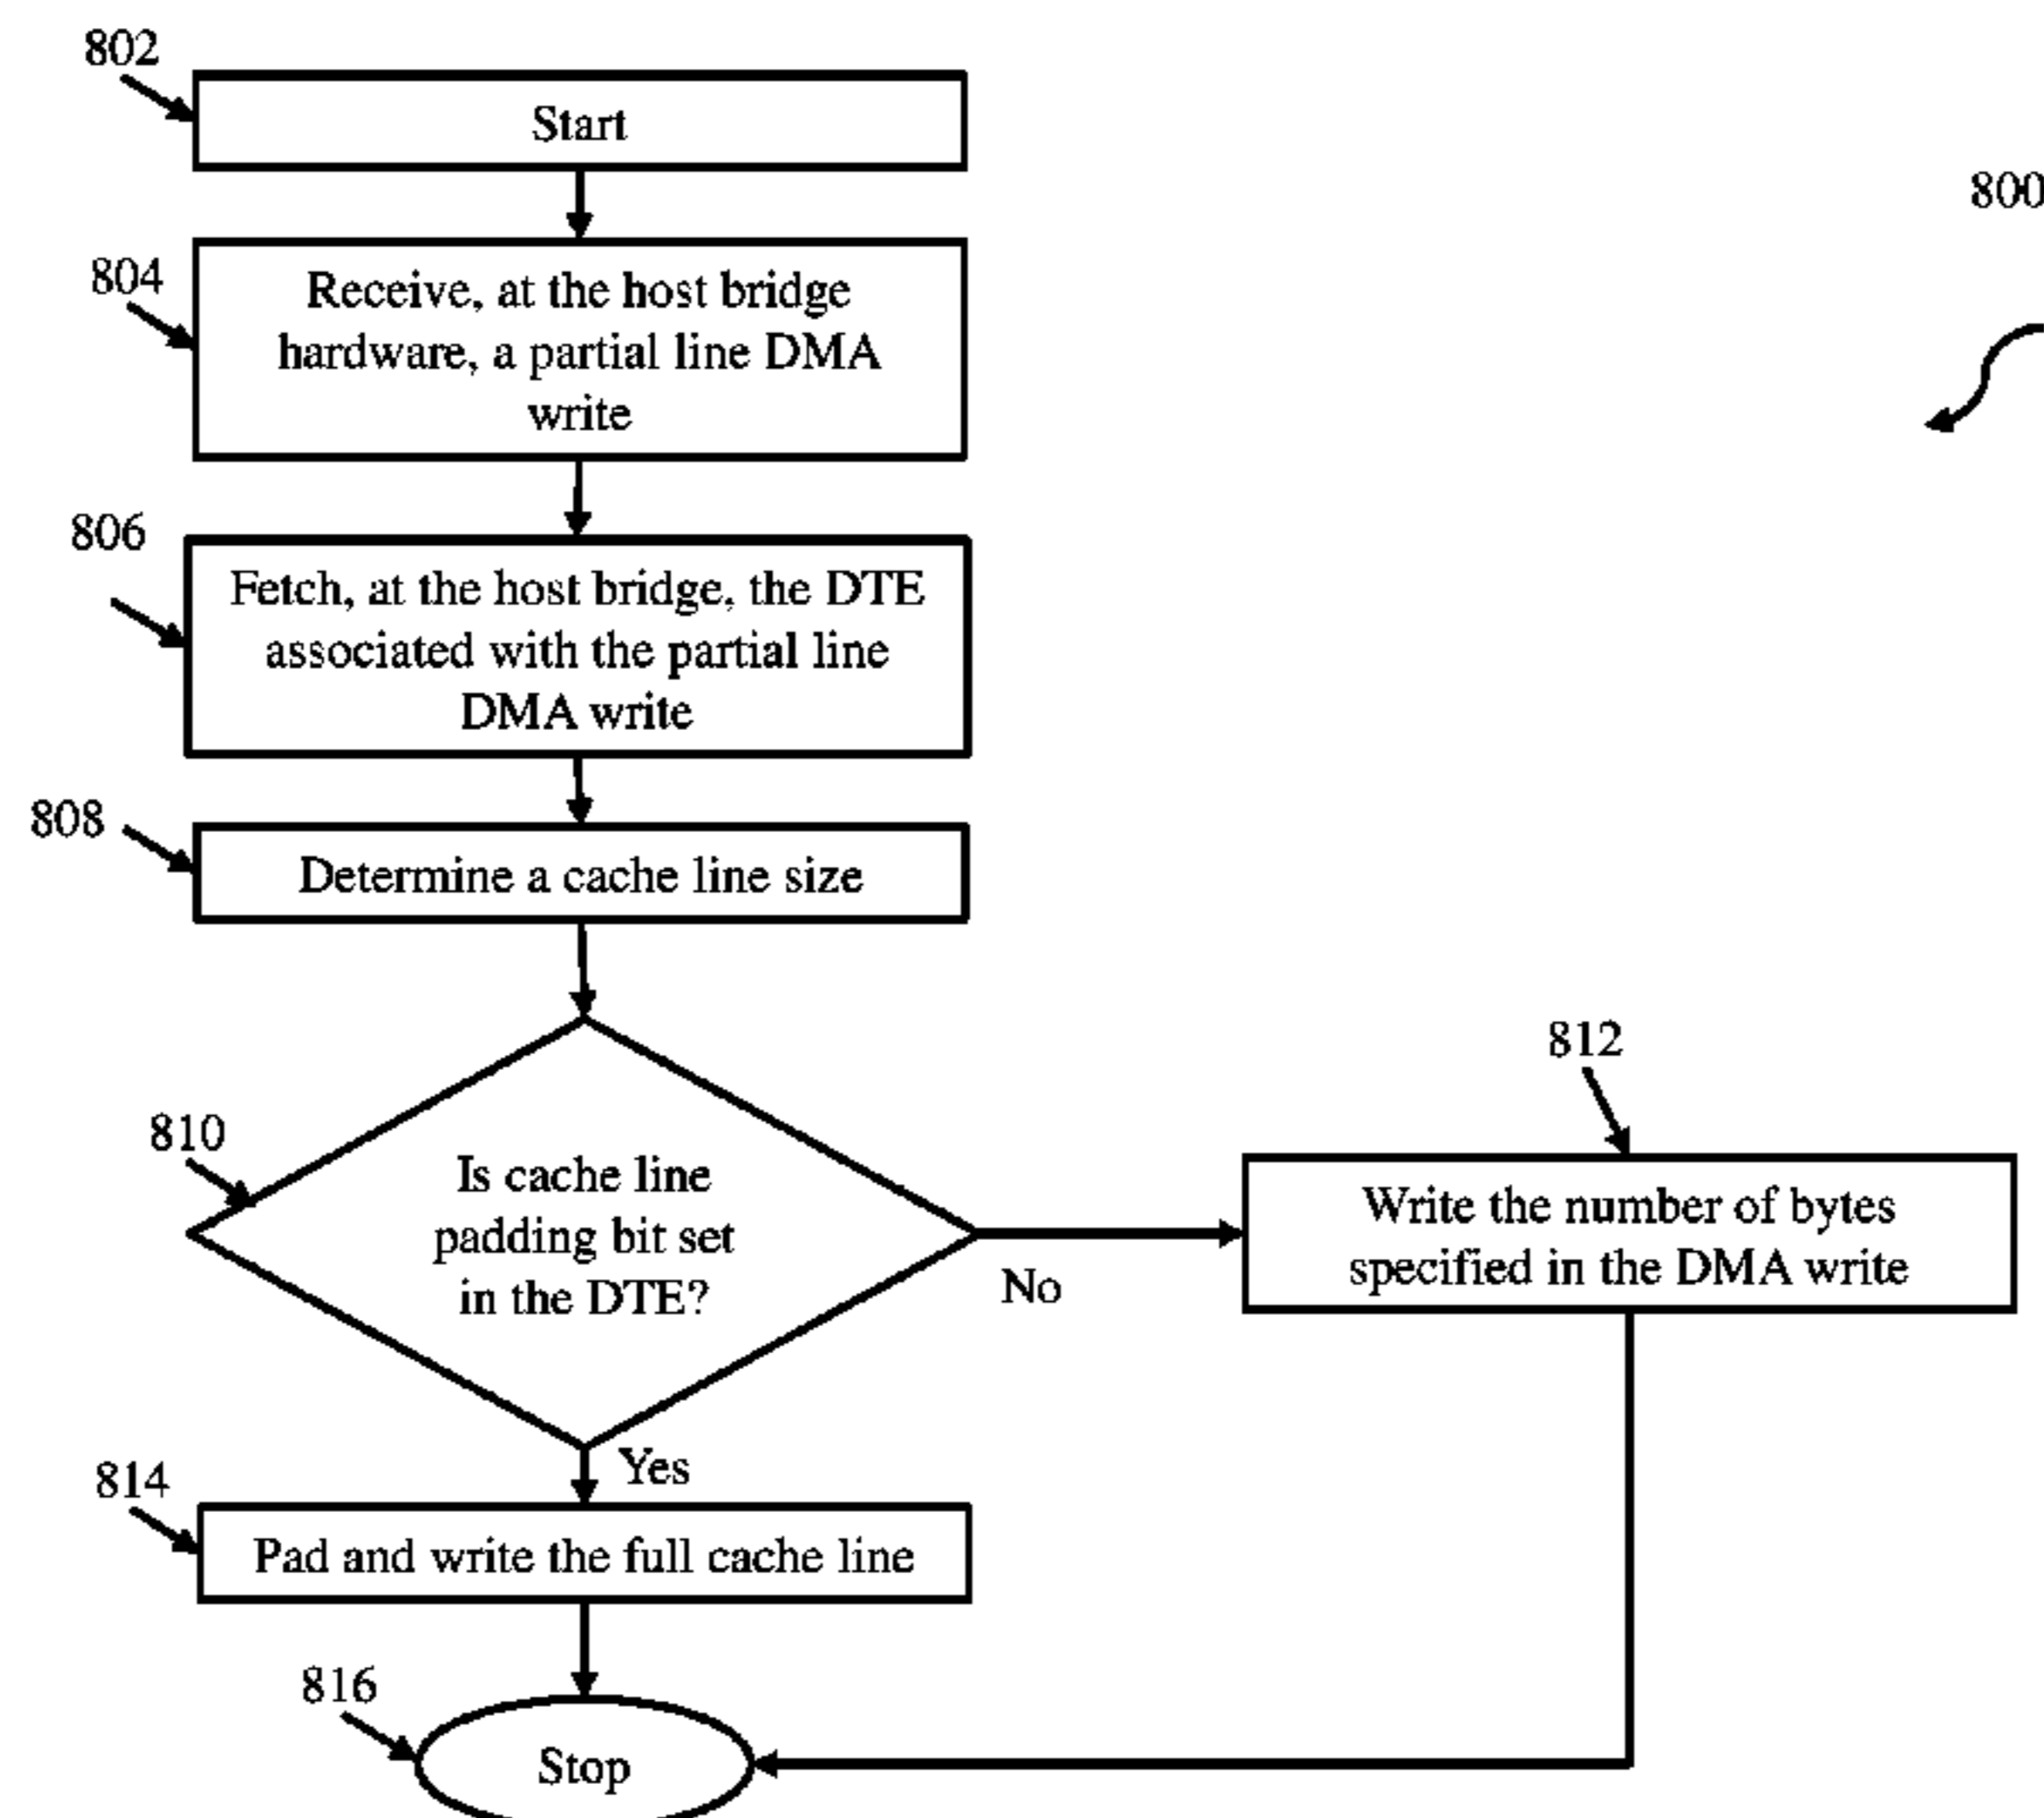 802
Start
800
804
Receive, at the host bridge
hardware, a partial line DMA
write
806
Fetch, at the host bridge, the DTE
associated with the partial line
DMA write
808
Determine a cache line size
810
Is cache line
padding bit set
in the DTE?
No
812
Write the number of bytes
specified in the DMA write
Yes
814
Pad and write the full cache line
816
Stop